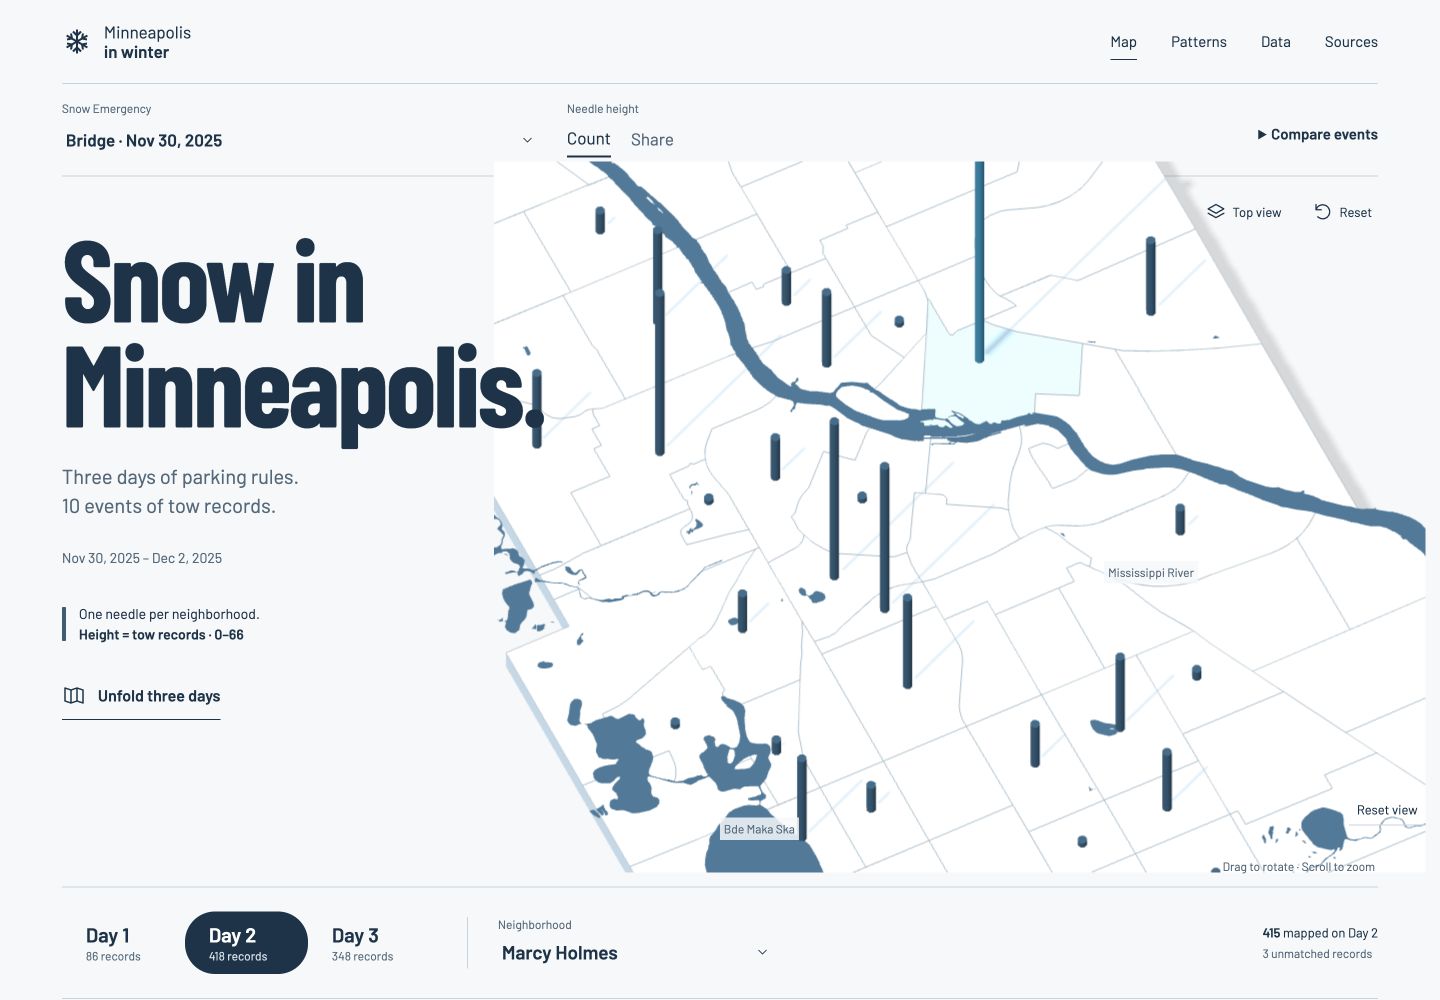 Minneapolis
in winter
Map
Patterns
Data
Sources
Snow Emergency
Bridge · Nov 30, 2025
Needle height
Count
Share
Compare events
Top view
Reset
Snow in
Minneapolis.
Three days of parking rules.
10 events of tow records.
Nov 30, 2025 – Dec 2, 2025
One needle per neighborhood.
Height = tow records · 0–66
Unfold three days
Mississippi River
Bde Maka Ska
Reset view
Drag to rotate · Scroll to zoom
Day 1
86 records
Day 2
418 records
Day 3
348 records
Neighborhood
Marcy Holmes
415 mapped on Day 2
3 unmatched records